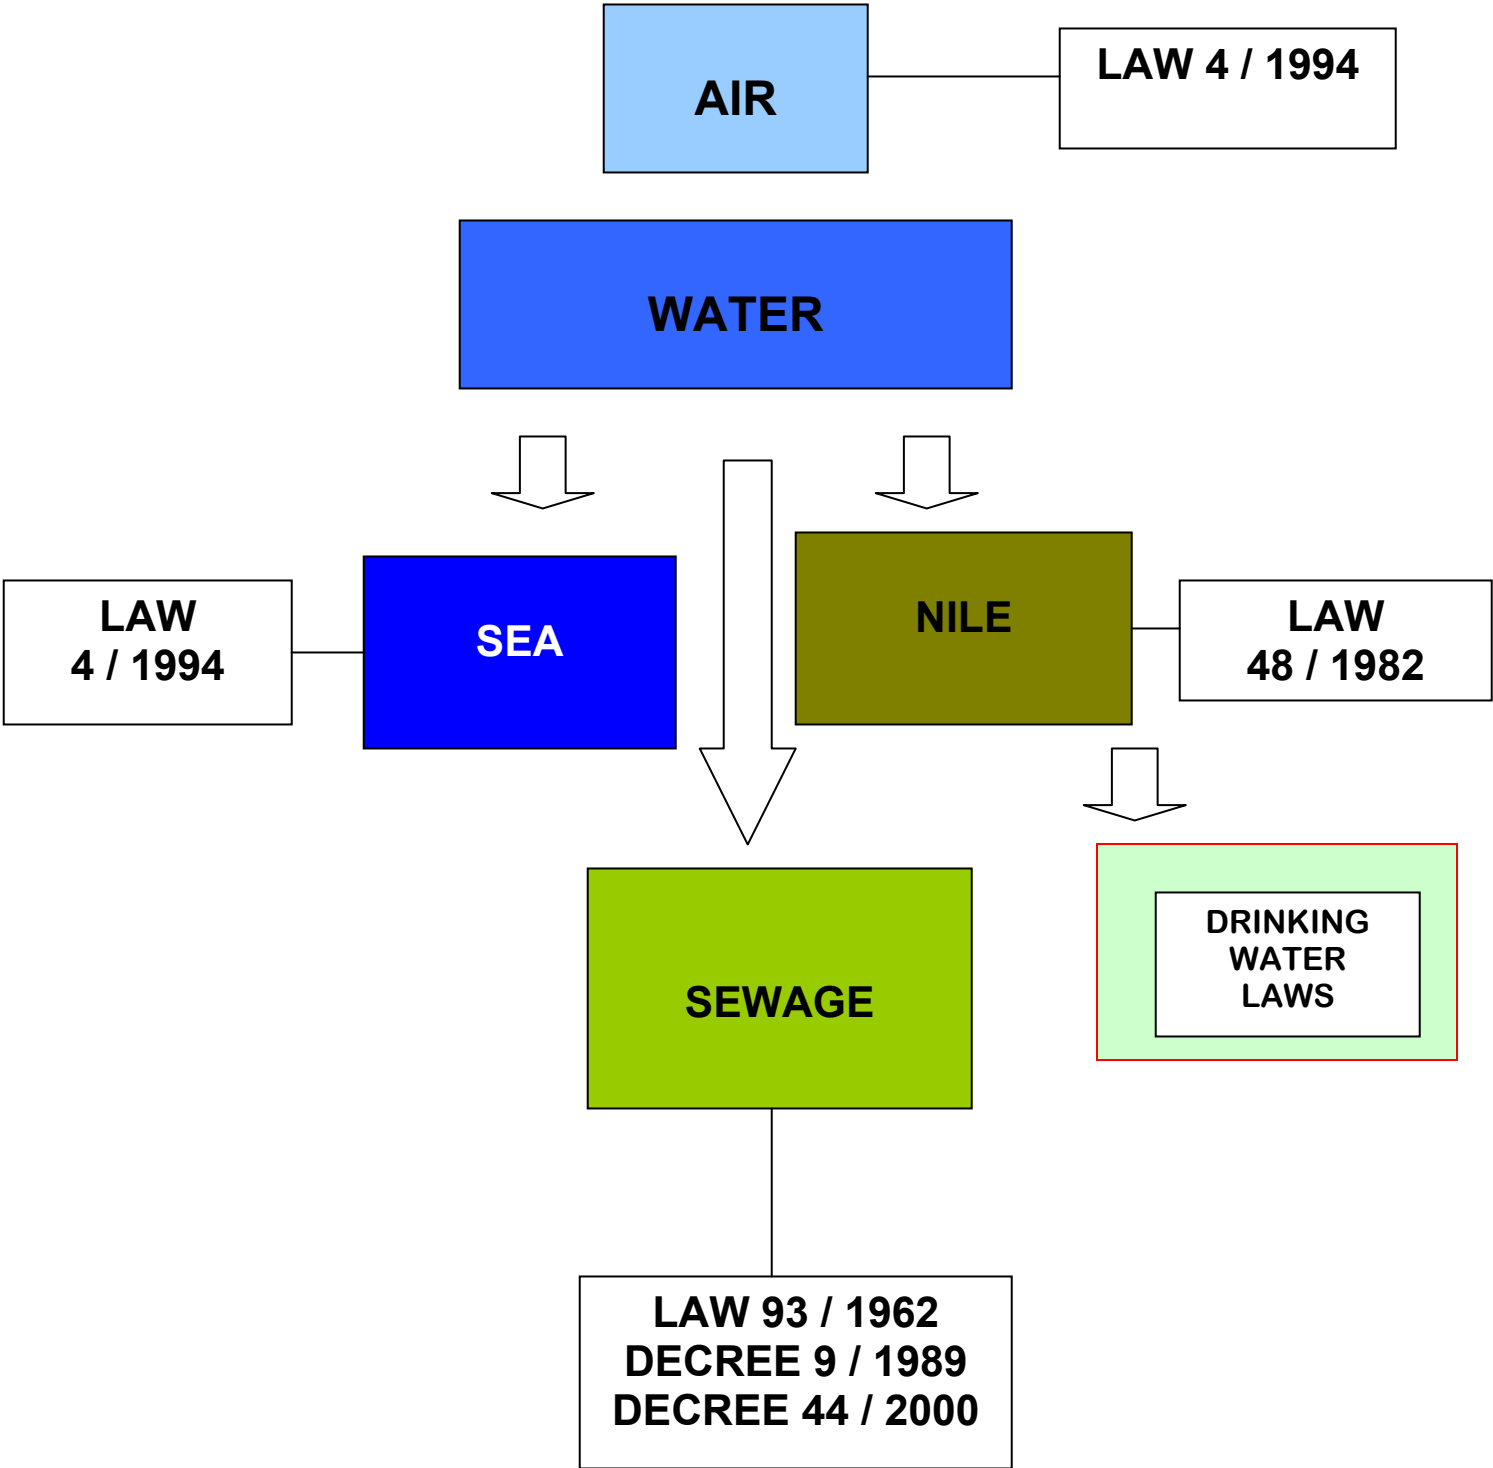 AIR
LAW 4 / 1994
WATER
LAW
4 / 1994
SEA
NILE
LAW
48 / 1982
DRINKING
WATER
LAWS
SEWAGE
LAW 93 / 1962
DECREE 9 / 1989
DECREE 44 / 2000